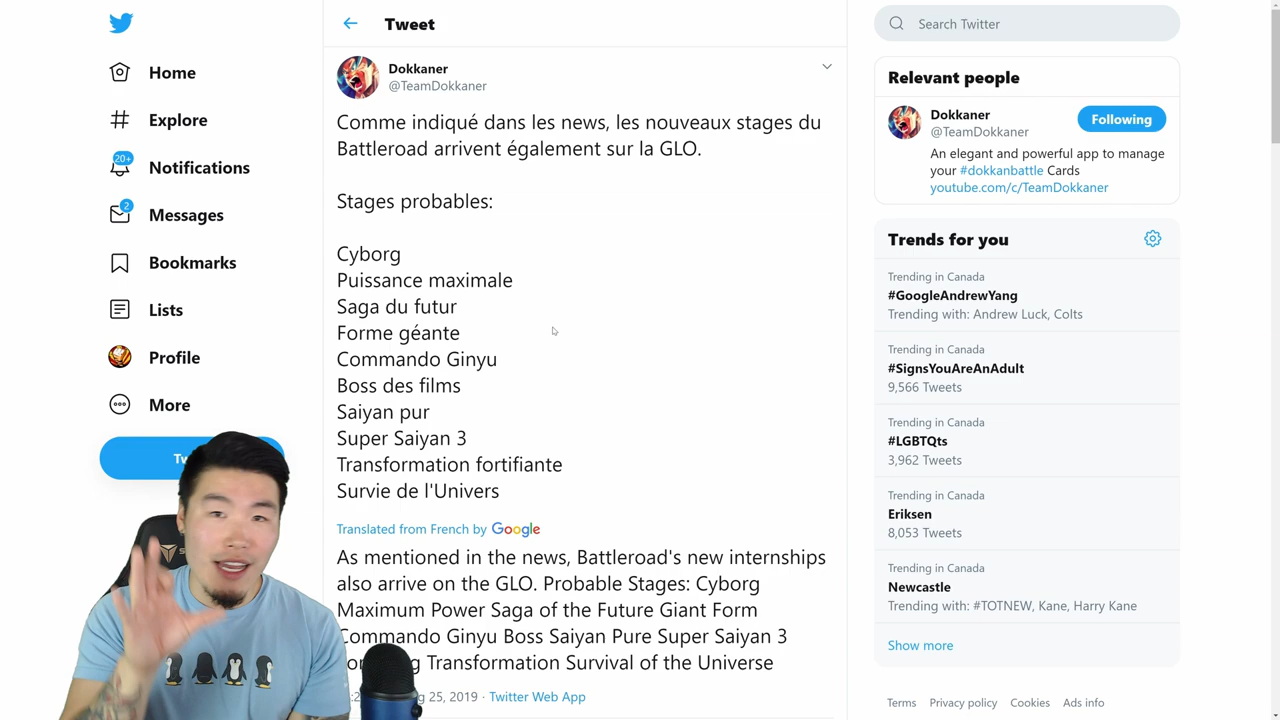 Home
Explore
20+
Notifications
2
Messages
Bookmarks
Lists
Profile
More
Tweet
Dokkaner
@TeamDokkaner
Comme indiqué dans les news, les nouveaux stages du
Battleroad arrivent également sur la GLO.
Stages probables:
Cyborg
Puissance maximale
Saga du futur
Forme géante
Commando Ginyu
Boss des films
Saiyan pur
Super Saiyan 3
Transformation fortifiante
Survie de l'Univers
Translated from French by Google
As mentioned in the news, Battleroad's new internships
also arrive on the GLO. Probable Stages: Cyborg
Maximum Power Saga of the Future Giant Form
Commando Ginyu Boss Saiyan Pure Super Saiyan 3
Transformation Survival of the Universe
25, 2019 · Twitter Web App
Search Twitter
Relevant people
Dokkaner
@TeamDokkaner
Following
An elegant and powerful app to manage
your #dokkanbattle Cards
youtube.com/c/TeamDokkaner
Trends for you
Trending in Canada
#GoogleAndrewYang
Trending with: Andrew Luck, Colts
Trending in Canada
#SignsYouAreAnAdult
9,566 Tweets
Trending in Canada
#LGBTQts
3,962 Tweets
Trending in Canada
Eriksen
8,053 Tweets
Trending in Canada
Newcastle
Trending with: #TOTNEW, Kane, Harry Kane
Show more
Terms Privacy policy Cookies Ads info